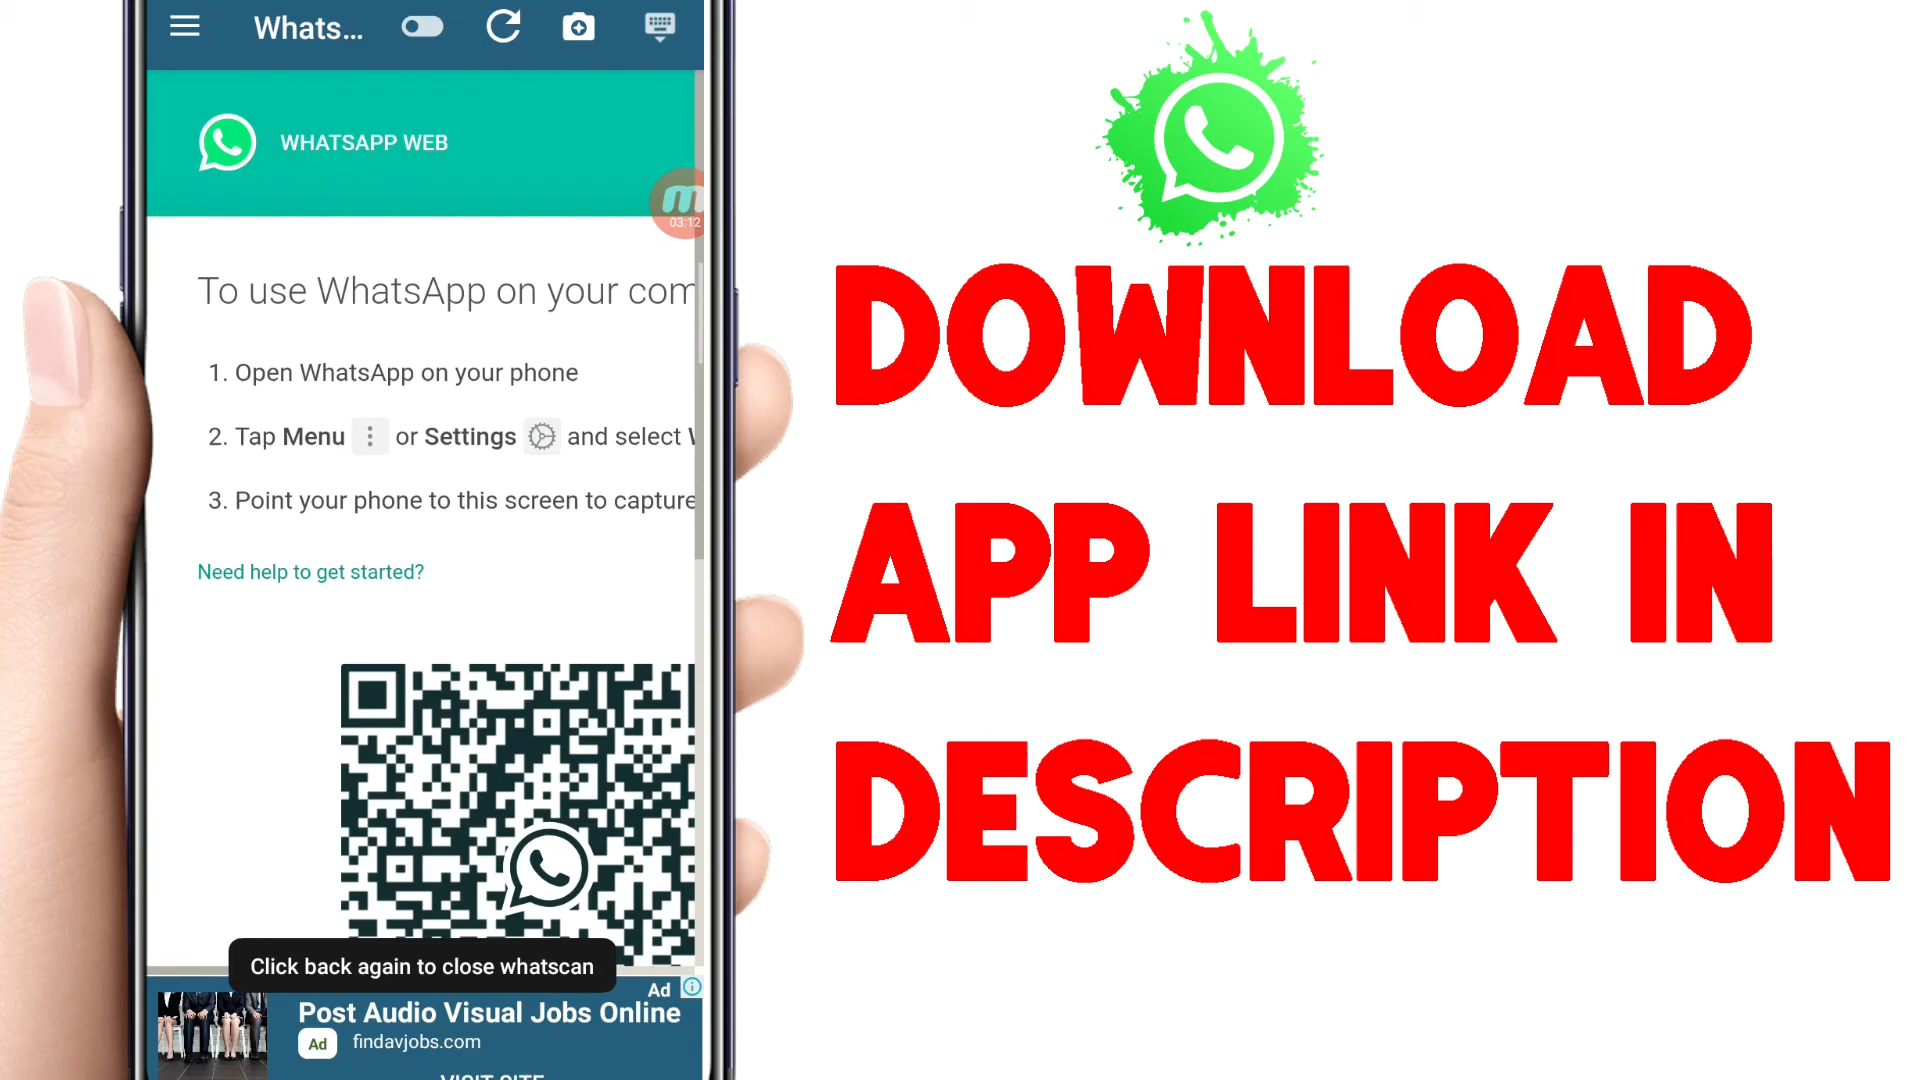 Whats...
WHATSAPP WEB
03:12
To use WhatsApp on your com
1. Open WhatsApp on your phone
2. Tap Menu or Settings and select
3. Point your phone to this screen to capture
Need help to get started?
Click back again to close whatscan
Ad
Post Audio Visual Jobs Online
Ad findavjobs.com
VISIT SITE
DOWNLOAD
APP LINK IN
DESCRIPTION